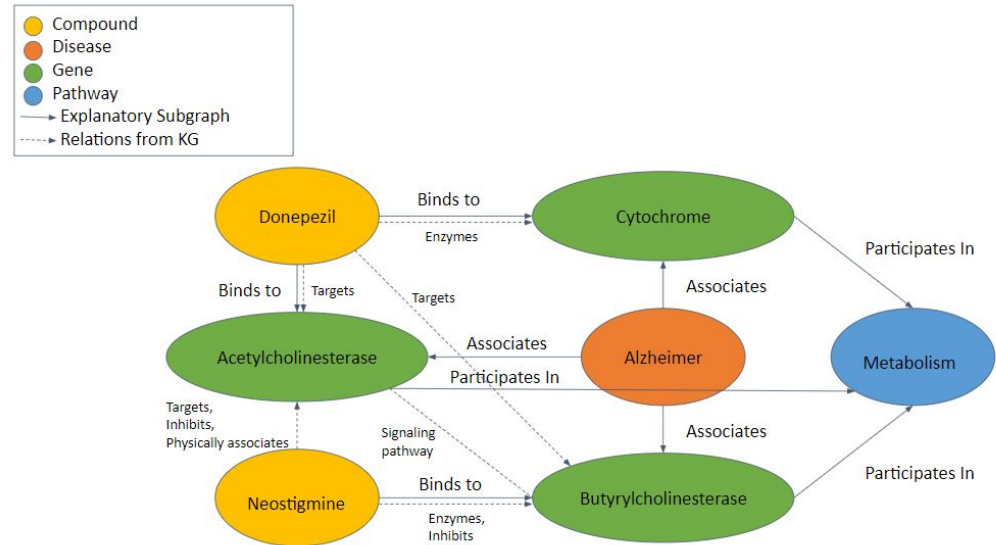 Compound
Disease
Gene
Pathway
Explanatory Subgraph
Relations from KG
Donepezil
Binds to
Enzymes
Cytochrome
Participates In
Binds to
Targets
Targets
Associates
Acetylcholinesterase
Associates
Alzheimer
Metabolism
Participates In
Targets,
Inhibits,
Physically associates
Signaling
pathway
Associates
Participates In
Neostigmine
Binds to
Enzymes,
Inhibits
Butyrylcholinesterase